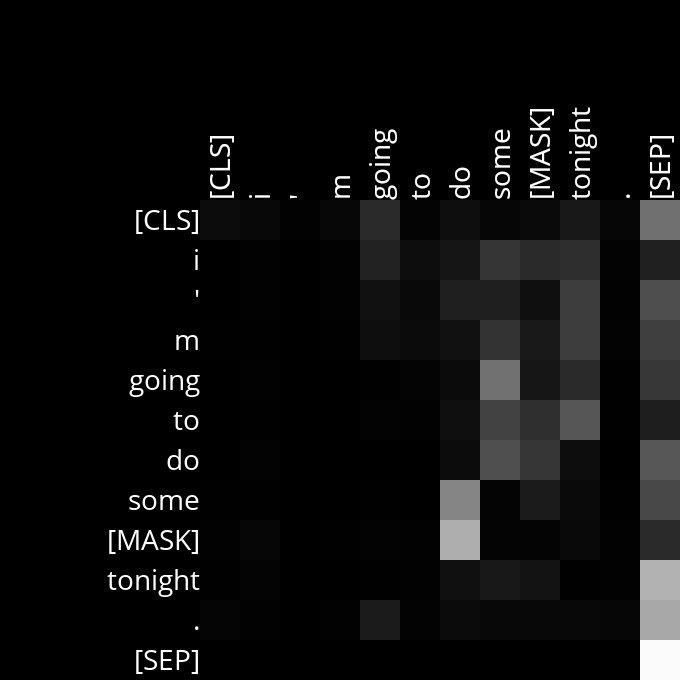 [CLS] i ' m going to do some [MASK] tonight . [SEP]
[CLS]
i
'
m
going
to
do
some
[MASK]
tonight
.
[SEP]